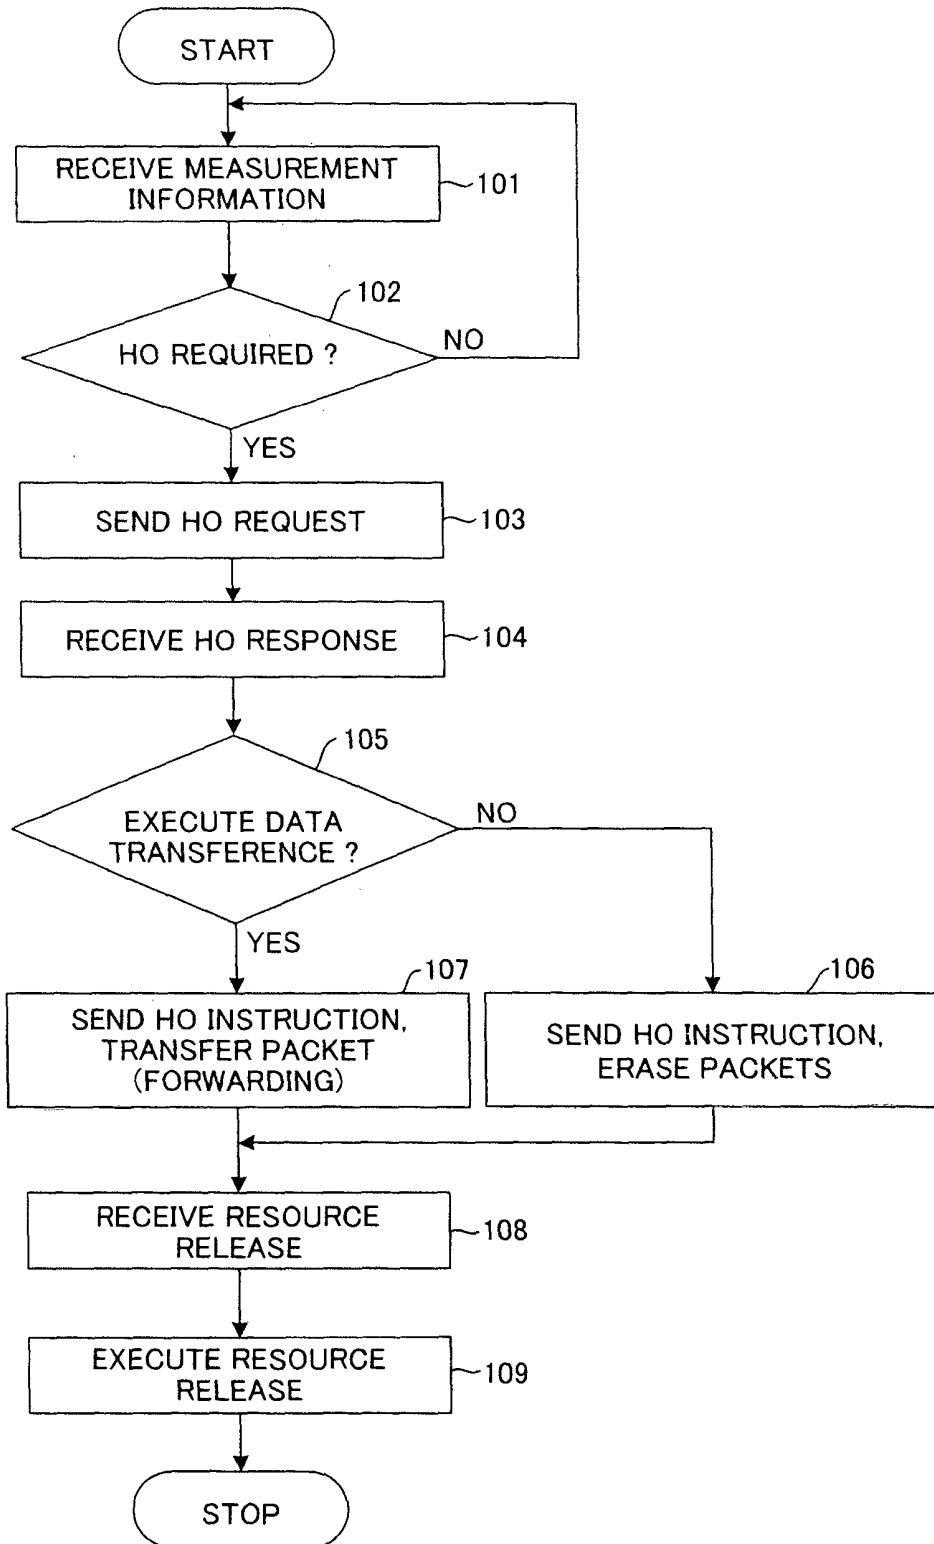 START
RECEIVE MEASUREMENT
INFORMATION
101
102
HO REQUIRED ?
NO
YES
SEND HO REQUEST
103
RECEIVE HO RESPONSE
104
105
EXECUTE DATA
TRANSFERENCE ?
NO
YES
107
SEND HO INSTRUCTION,
TRANSFER PACKET
(FORWARDING)
106
SEND HO INSTRUCTION,
ERASE PACKETS
RECEIVE RESOURCE
RELEASE
108
EXECUTE RESOURCE
RELEASE
109
STOP